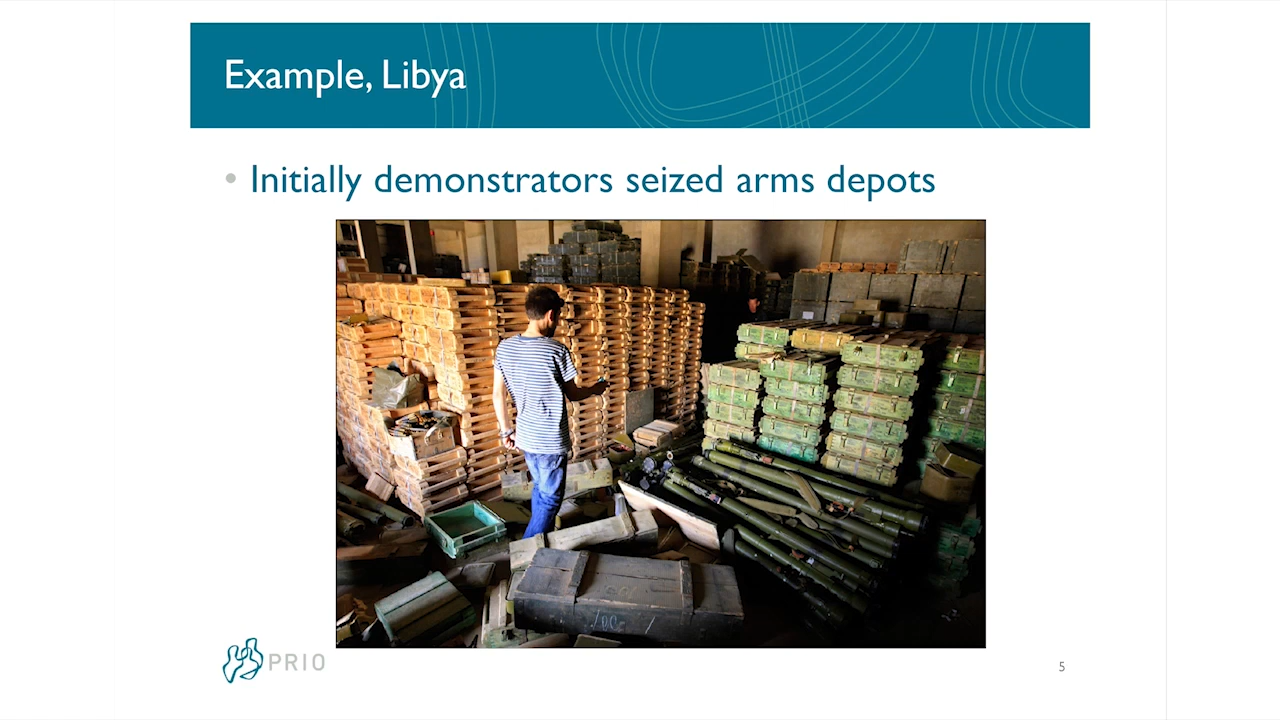 Example, Libya
• Initially demonstrators seized arms depots
PRIO
5